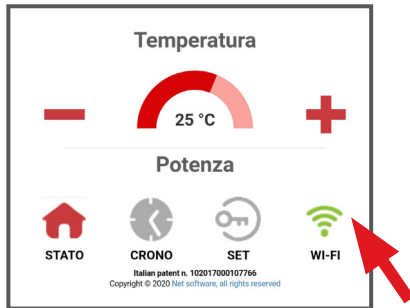 Temperatura
25 °C
Potenza
STATO CRONO SET WI-FI
Italian patent n. 102017000107766
Copyright © 2020 Net software, all rights reserved